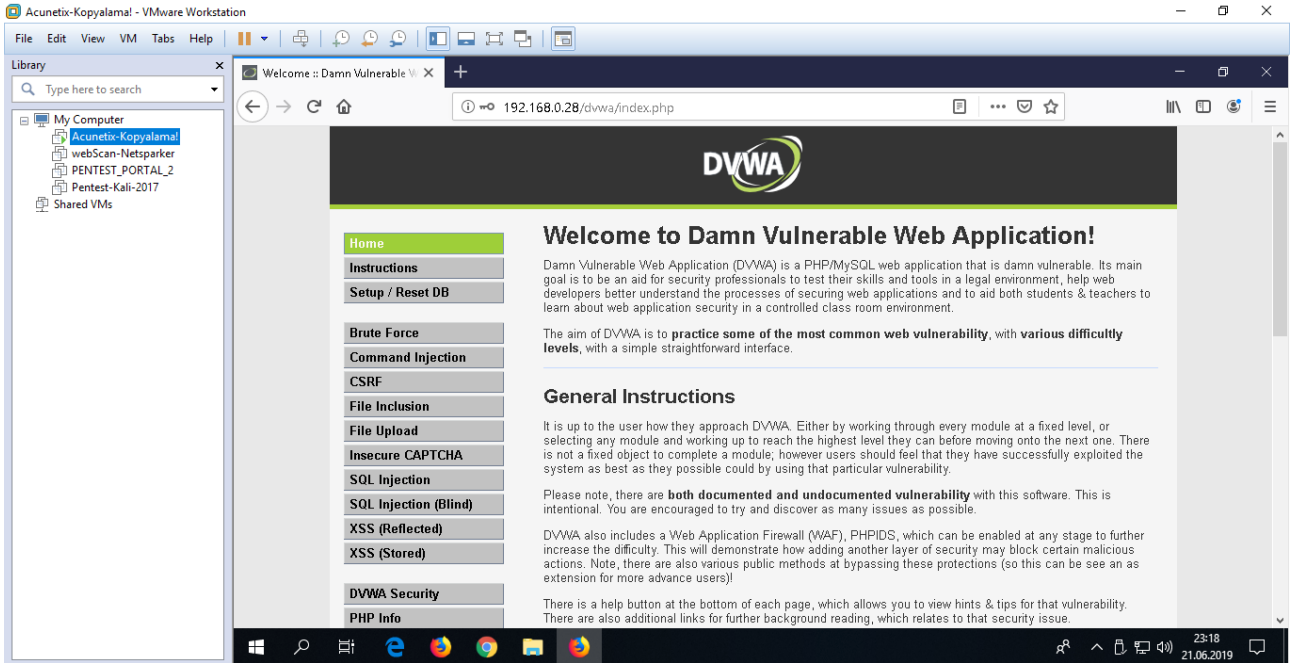 Acunetix-Kopyalama! - VMware Workstation
File Edit View VM Tabs Help
Library
Type here to search
My Computer
Acunetix-Kopyalama!
webScan-Netsparker
PENTEST_PORTAL_2
Pentest-Kali-2017
Shared VMs
Welcome :: Damn Vulnerable W
192.168.0.28/dvwa/index.php
DVWA
Home
Instructions
Setup / Reset DB
Brute Force
Command Injection
CSRF
File Inclusion
File Upload
Insecure CAPTCHA
SQL Injection
SQL Injection (Blind)
XSS (Reflected)
XSS (Stored)
DVWA Security
PHP Info
Welcome to Damn Vulnerable Web Application!
Damn Vulnerable Web Application (DVWA) is a PHP/MySQL web application that is damn vulnerable. Its main
goal is to be an aid for security professionals to test their skills and tools in a legal environment, help web
developers better understand the processes of securing web applications and to aid both students & teachers to
learn about web application security in a controlled class room environment.
The aim of DVWA is to practice some of the most common web vulnerability, with various difficultly
levels, with a simple straightforward interface.
General Instructions
It is up to the user how they approach DVWA. Either by working through every module at a fixed level, or
selecting any module and working up to reach the highest level they can before moving onto the next one. There
is not a fixed object to complete a module; however users should feel that they have successfully exploited the
system as best as they possible could by using that particular vulnerability.
Please note, there are both documented and undocumented vulnerability with this software. This is
intentional. You are encouraged to try and discover as many issues as possible.
DVWA also includes a Web Application Firewall (WAF), PHPIDS, which can be enabled at any stage to further
increase the difficulty. This will demonstrate how adding another layer of security may block certain malicious
actions. Note, there are also various public methods at bypassing these protections (so this can be see an as
extension for more advance users)!
There is a help button at the bottom of each page, which allows you to view hints & tips for that vulnerability.
There are also additional links for further background reading, which relates to that security issue.
23:18
21.06.2019